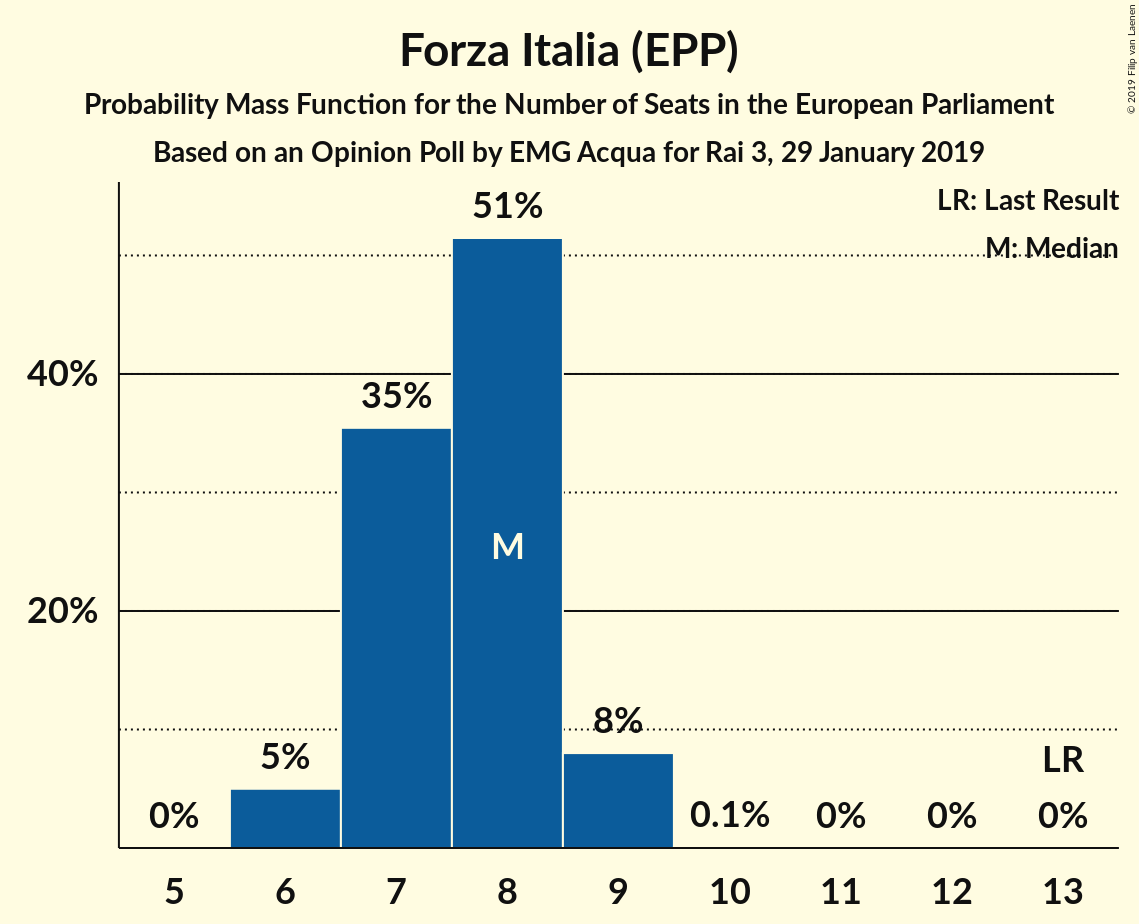 Forza Italia (EPP)
Probability Mass Function for the Number of Seats in the European Parliament
Based on an Opinion Poll by EMG Acqua for Rai 3, 29 January 2019
© 2019 Filip van Laenen
LR: Last Result
M: Median
51%
40%
35%
M
20%
8%
5%
LR
0%
0.1%
0%
0%
0%
5 6 7 8 9 10 11 12 13